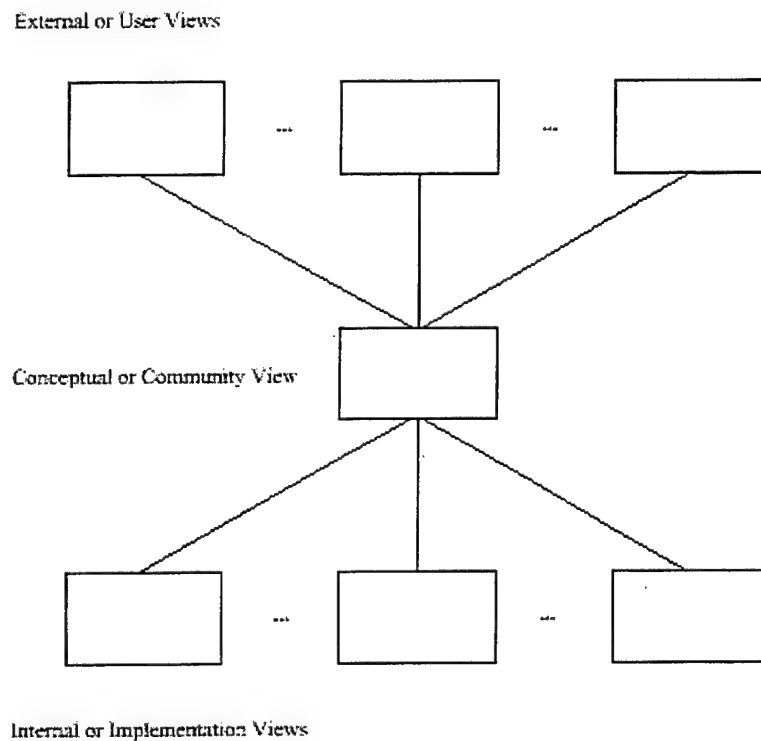 External or User Views
... ...
Conceptual or Community View
... ...
Internal or Implementation Views